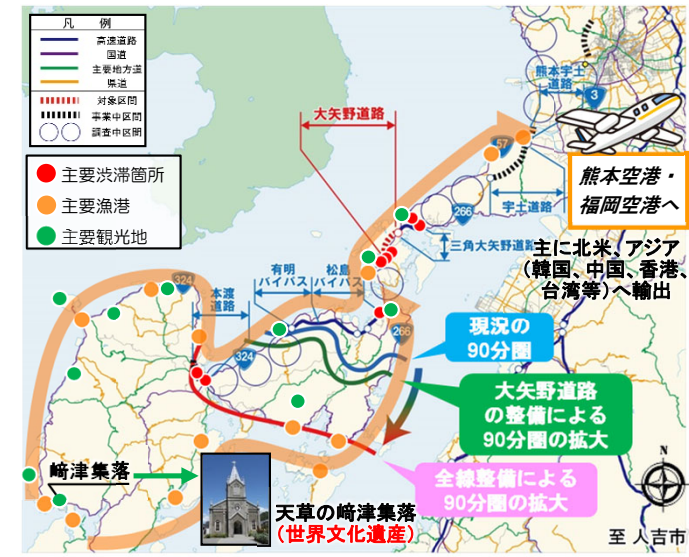 凡 例
高速道路
国道
主要地方道
県道
対象区間
事業中区間
調査中区間
主要渋滞箇所
主要漁港
主要観光地
大矢野道路
熊本宇土
道路
3
57
熊本空港・
福岡空港へ
宇土道路
266
三角大矢野道路
主に北米、アジア
（韓国、中国、香港、
台湾等）へ輸出
324
本渡
道路
有明
バイパス
松島
バイパス
324
266
現況の
90分圏
大矢野道路
の整備による
90分圏の拡大
全線整備による
90分圏の拡大
﨑津集落
天草の﨑津集落
（世界文化遺産）
N
至 人吉市